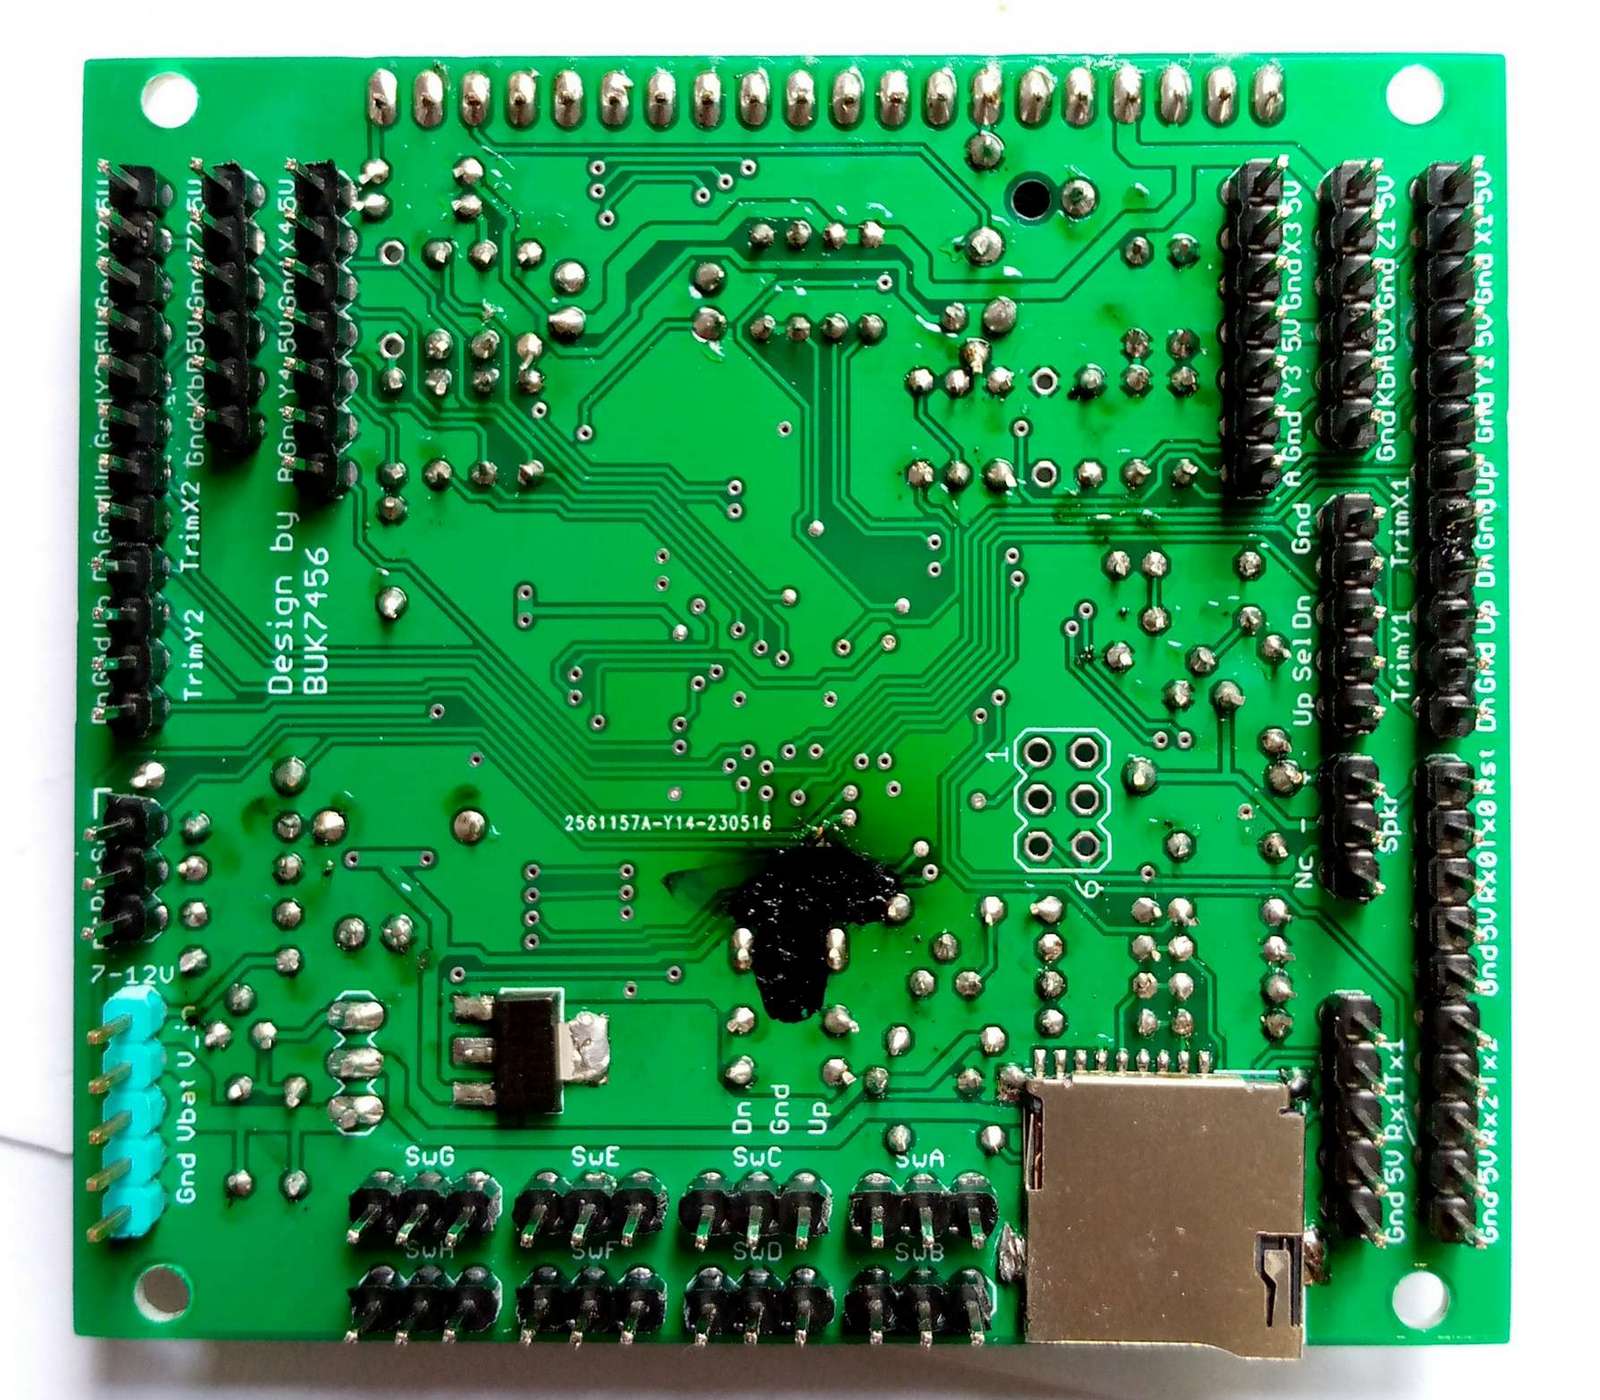 TrimX2
TrimY2
Design by
BUK7456
A Gnd Y3 5V Gnd X3 5V
Gnd KbA 5V Gnd Z1 5V
TrimX1
TrimY1
Dn Gnd Up Dn Gnd Up Gnd Y1 5V Gnd X1 5V
Up Sel Dn Gnd
1
6
Spkr
Nc - +
Gnd 5V Rx0 Tx0 Rst
2561157A-Y14-230516
7-12V
Gnd Vbat V_in
Dn
Gnd
Up
Gnd 5V Rx1 Tx1
Gnd 5V Rx2 Tx2
SwG SwE SwC SwA
SwH SwF SwD SwB